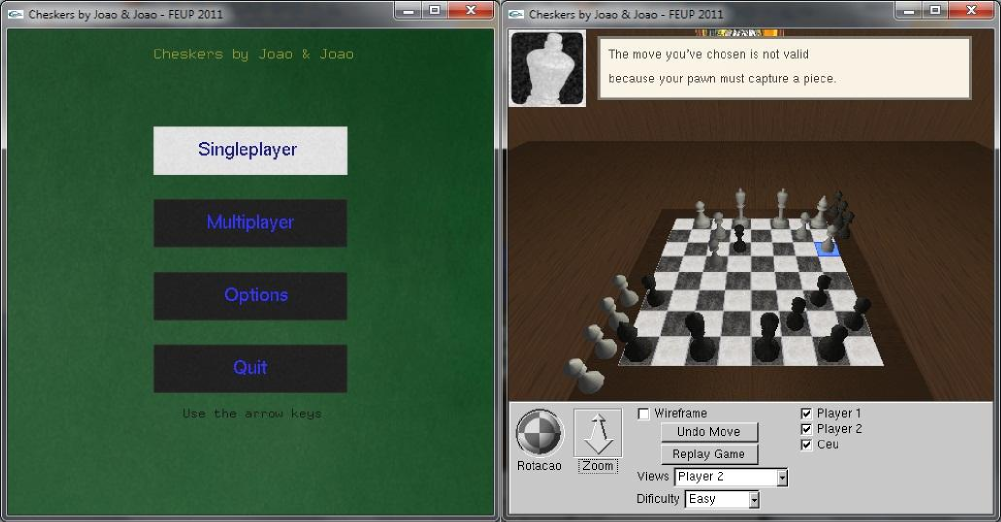 Cheskers by Joao & Joao - FEUP 2011
Cheskers by Joao & Joao
Singleplayer
Multiplayer
Options
Quit
Use the arrow keys
Cheskers by Joao & Joao - FEUP 2011
The move you've chosen is not valid
because your pawn must capture a piece.
Rotacao
Zoom
Wireframe
Undo Move
Replay Game
Views Player 2
Dificulty Easy
Player 1
Player 2
Ceu